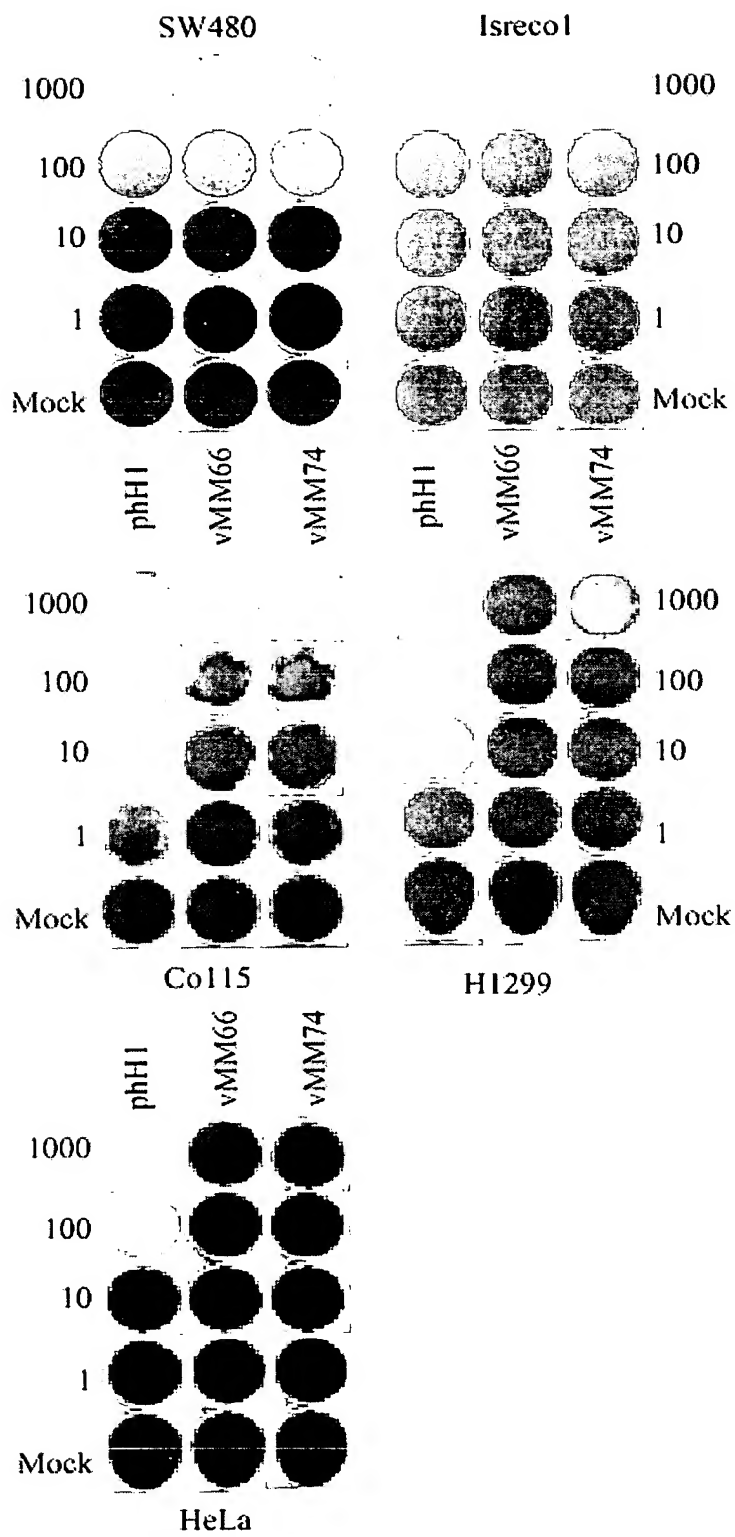 SW480 Isreco1
1000 1000
100 100
10 10
1 1
Mock Mock
phH1 vMM66 vMM74 phH1 vMM66 vMM74
1000 1000
100 100
10 10
1 1
Mock Mock
Co115 H1299
phH1 vMM66 vMM74
1000
100
10
1
Mock
HeLa